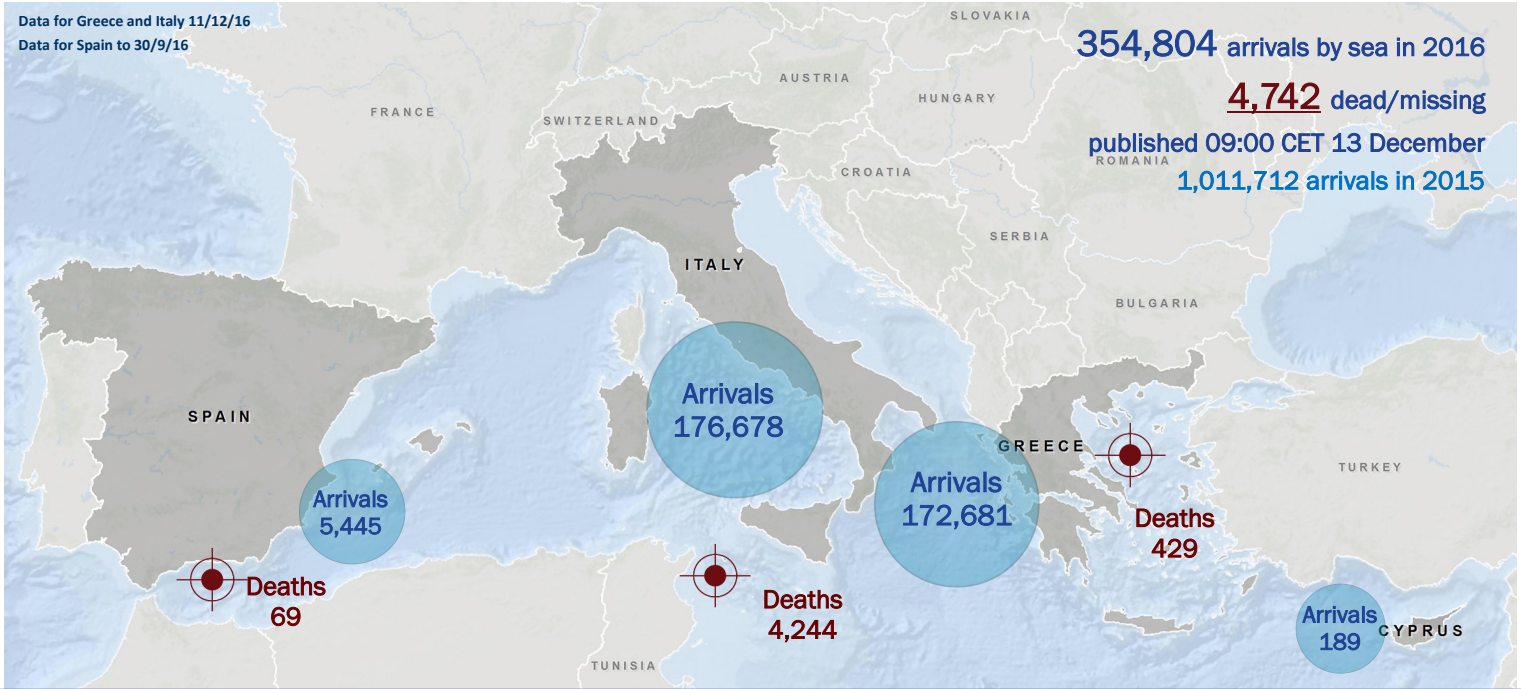 Data for Greece and Italy 11/12/16
Data for Spain to 30/9/16
354,804 arrivals by sea in 2016
4,742 dead/missing
published 09:00 CET 13 December
1,011,712 arrivals in 2015
SLOVAKIA
AUSTRIA
HUNGARY
FRANCE
SWITZERLAND
ROMANIA
CROATIA
SERBIA
ITALY
BULGARIA
SPAIN
Arrivals
176,678
GREECE
TURKEY
Arrivals
5,445
Arrivals
172,681
Deaths
429
Deaths
69
Deaths
4,244
Arrivals
189
CYPRUS
TUNISIA